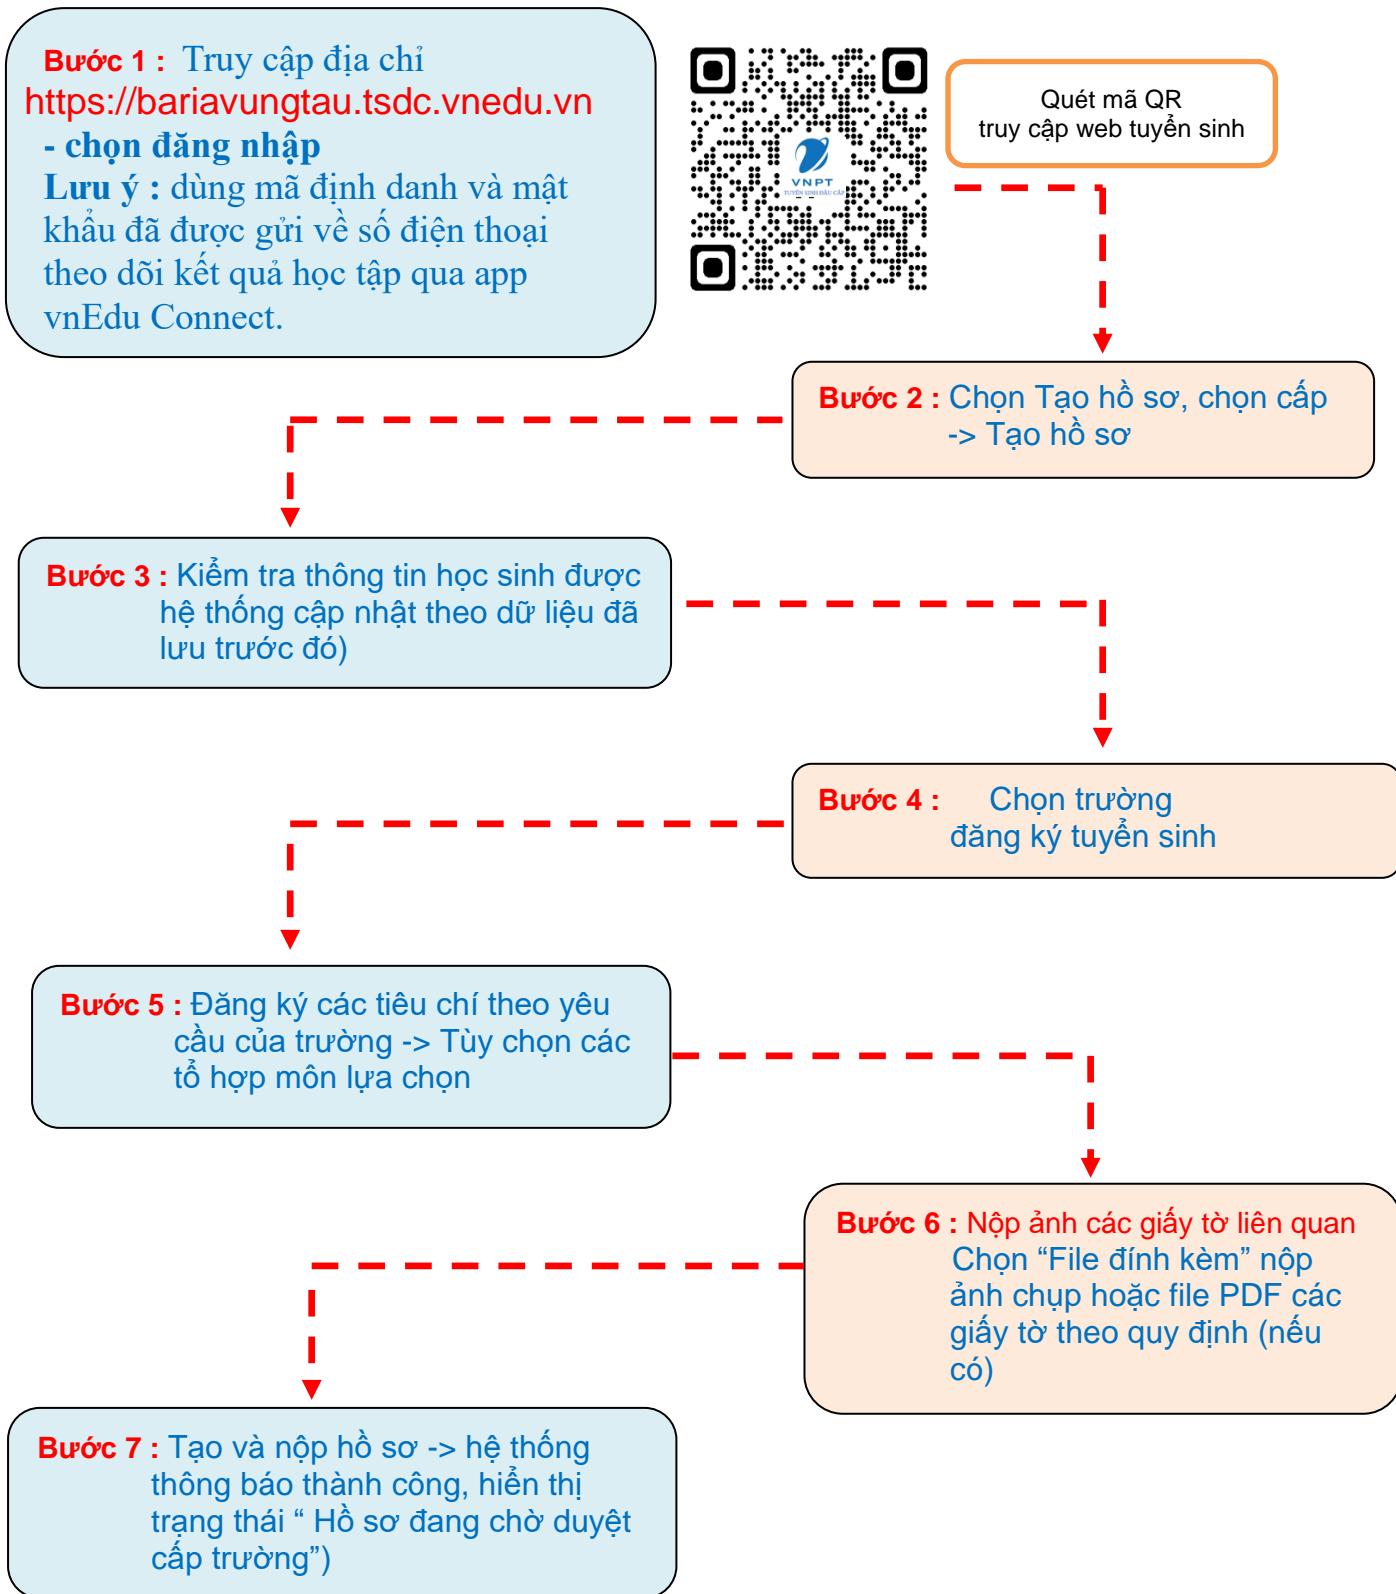 Bước 1 : Truy cập địa chỉ
https://bariavungtau.tsdc.vnedu.vn
- chọn đăng nhập
Lưu ý : dùng mã định danh và mật
khẩu đã được gửi về số điện thoại
theo dõi kết quả học tập qua app
vnEdu Connect.
VNPT
TUYỂN SINH ĐẦU CẤP
Quét mã QR
truy cập web tuyển sinh
Bước 2 : Chọn Tạo hồ sơ, chọn cấp
-> Tạo hồ sơ
Bước 3 : Kiểm tra thông tin học sinh được
hệ thống cập nhật theo dữ liệu đã
lưu trước đó)
Bước 4 : Chọn trường
đăng ký tuyển sinh
Bước 5 : Đăng ký các tiêu chí theo yêu
cầu của trường -> Tùy chọn các
tổ hợp môn lựa chọn
Bước 6 : Nộp ảnh các giấy tờ liên quan
Chọn “File đính kèm” nộp
ảnh chụp hoặc file PDF các
giấy tờ theo quy định (nếu
có)
Bước 7 : Tạo và nộp hồ sơ -> hệ thống
thông báo thành công, hiển thị
trạng thái “ Hồ sơ đang chờ duyệt
cấp trường”)